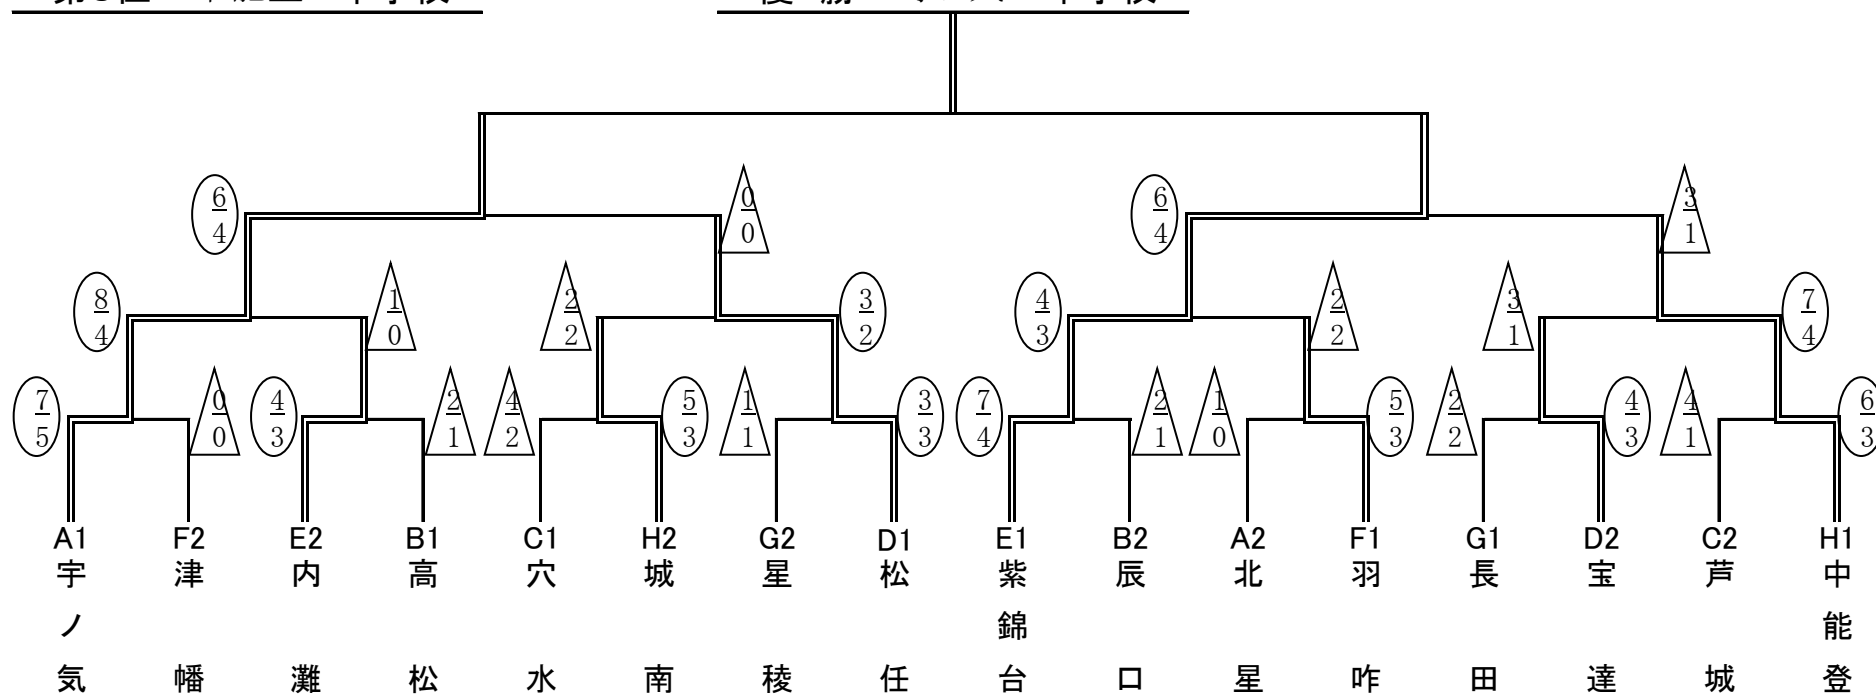 6 0 6 3
4 0 4 1
8 1 2 3 4 2 3 7
4 0 2 2 3 2 1 4
7 0 4 2 4 5 1 3 7 2 1 5 2 4 4 6
5 0 3 1 2 3 1 3 4 1 0 3 2 3 1 3
A1 F2 E2 B1 C1 H2 G2 D1 E1 B2 A2 F1 G1 D2 C2 H1
宇ノ気
津幡
内灘
高松
穴水
城南
星稜
松任
紫錦台
辰口
北星
羽咋
長田
宝達
芦城
中能登